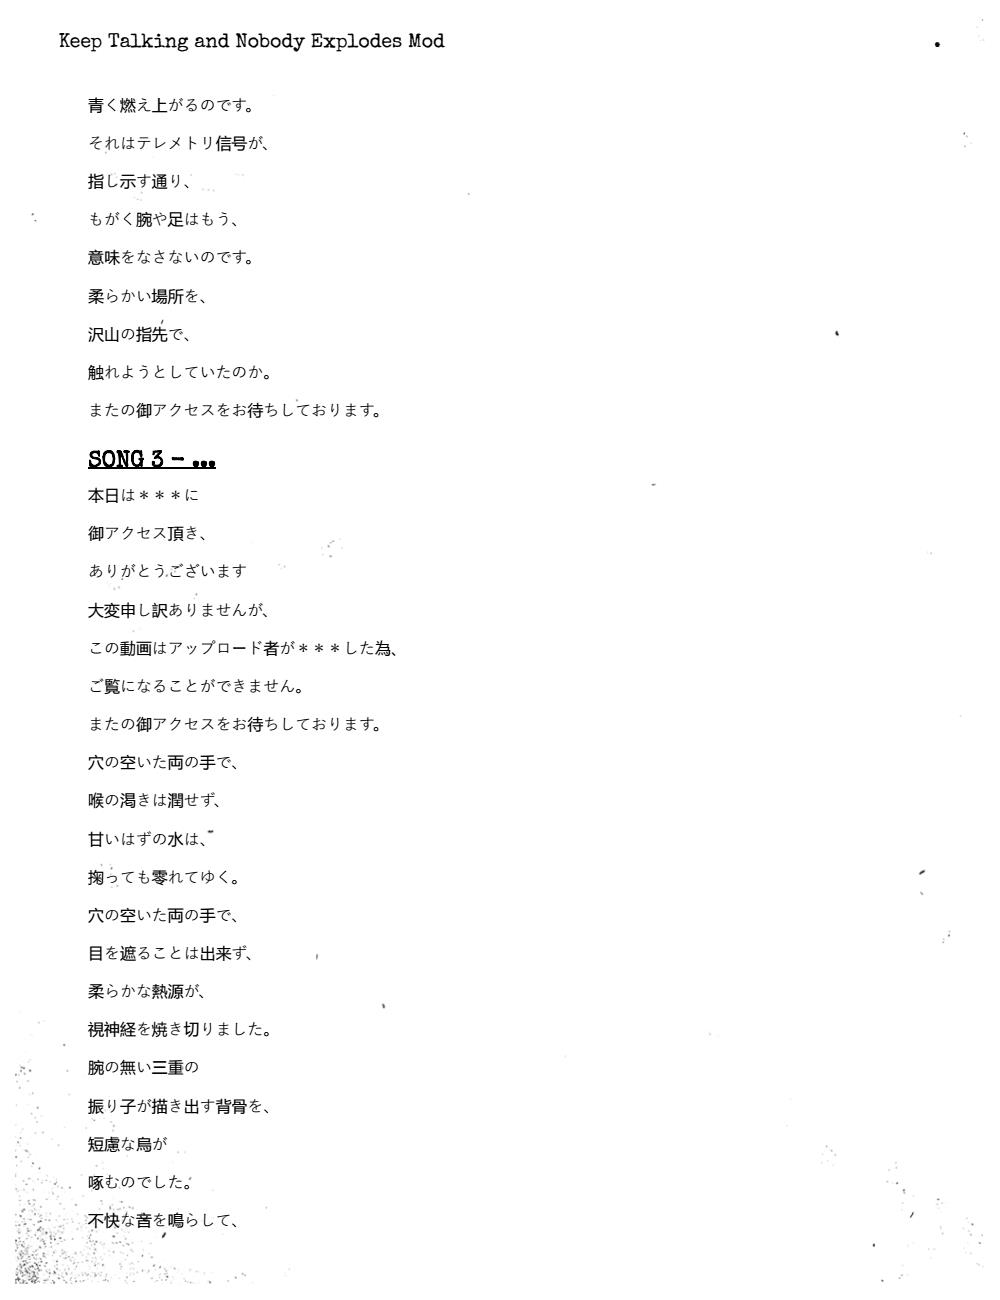 Keep Talking and Nobody Explodes Mod
青く燃え上がるのです。
それはテレメトリ信号が、
指し示す通り、
もがく腕や足はもう、
意味をなさないのです。
柔らかい場所を、
沢山の指先で、
触れようとしていたのか。
またの御アクセスをお待ちしております。
SONG 3 - ...
本日は＊＊＊に
御アクセス頂き、
ありがとうございます
大変申し訳ありませんが、
この動画はアップロード者が＊＊＊した為、
ご覧になることができません。
またの御アクセスをお待ちしております。
穴の空いた両の手で、
喉の渇きは潤せず、
甘いはずの水は、
掬っても零れてゆく。
穴の空いた両の手で、
目を遮ることは出来ず、
柔らかな熱源が、
視神経を焼き切りました。
腕の無い三重の
振り子が描き出す背骨を、
短慮な鳥が
啄むのでした。
不快な音を鳴らして、